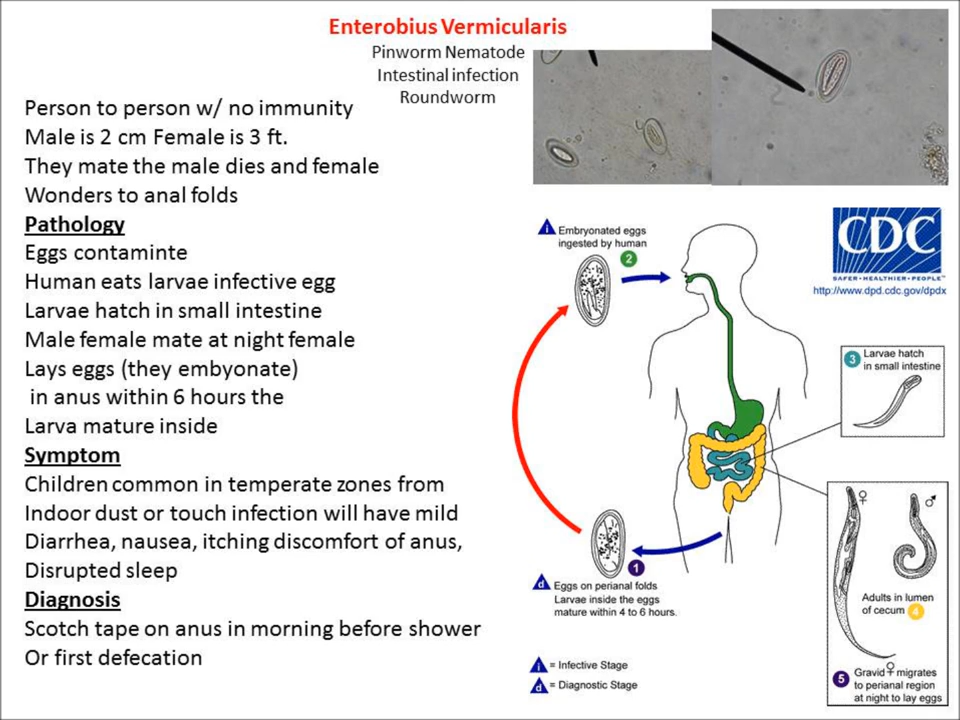 Enterobius Vermicularis
Pinworm Nematode
Intestinal infection
Roundworm
Person to person w/ no immunity
Male is 2 cm Female is 3 ft.
They mate the male dies and female
Wonders to anal folds
Pathology
Eggs contaminte
Human eats larvae infective egg
Larvae hatch in small intestine
Male female mate at night female
Lays eggs (they embyonate)
in anus within 6 hours the
Larva mature inside
Symptom
Children common in temperate zones from
Indoor dust or touch infection will have mild
Diarrhea, nausea, itching discomfort of anus,
Disrupted sleep
Diagnosis
Scotch tape on anus in morning before shower
Or first defecation
i Embryonated eggs
ingested by human
2
CDC
SAFER·HEALTHIER·PEOPLE™
http://www.dpd.cdc.gov/dpdx
3 Larvae hatch
in small intestine
1
d Eggs on perianal folds
Larvae inside the eggs
mature within 4 to 6 hours.
♀ ♂
Adults in lumen
of cecum 4
5 Gravid ♀ migrates
to perianal region
at night to lay eggs
i = Infective Stage
d = Diagnostic Stage